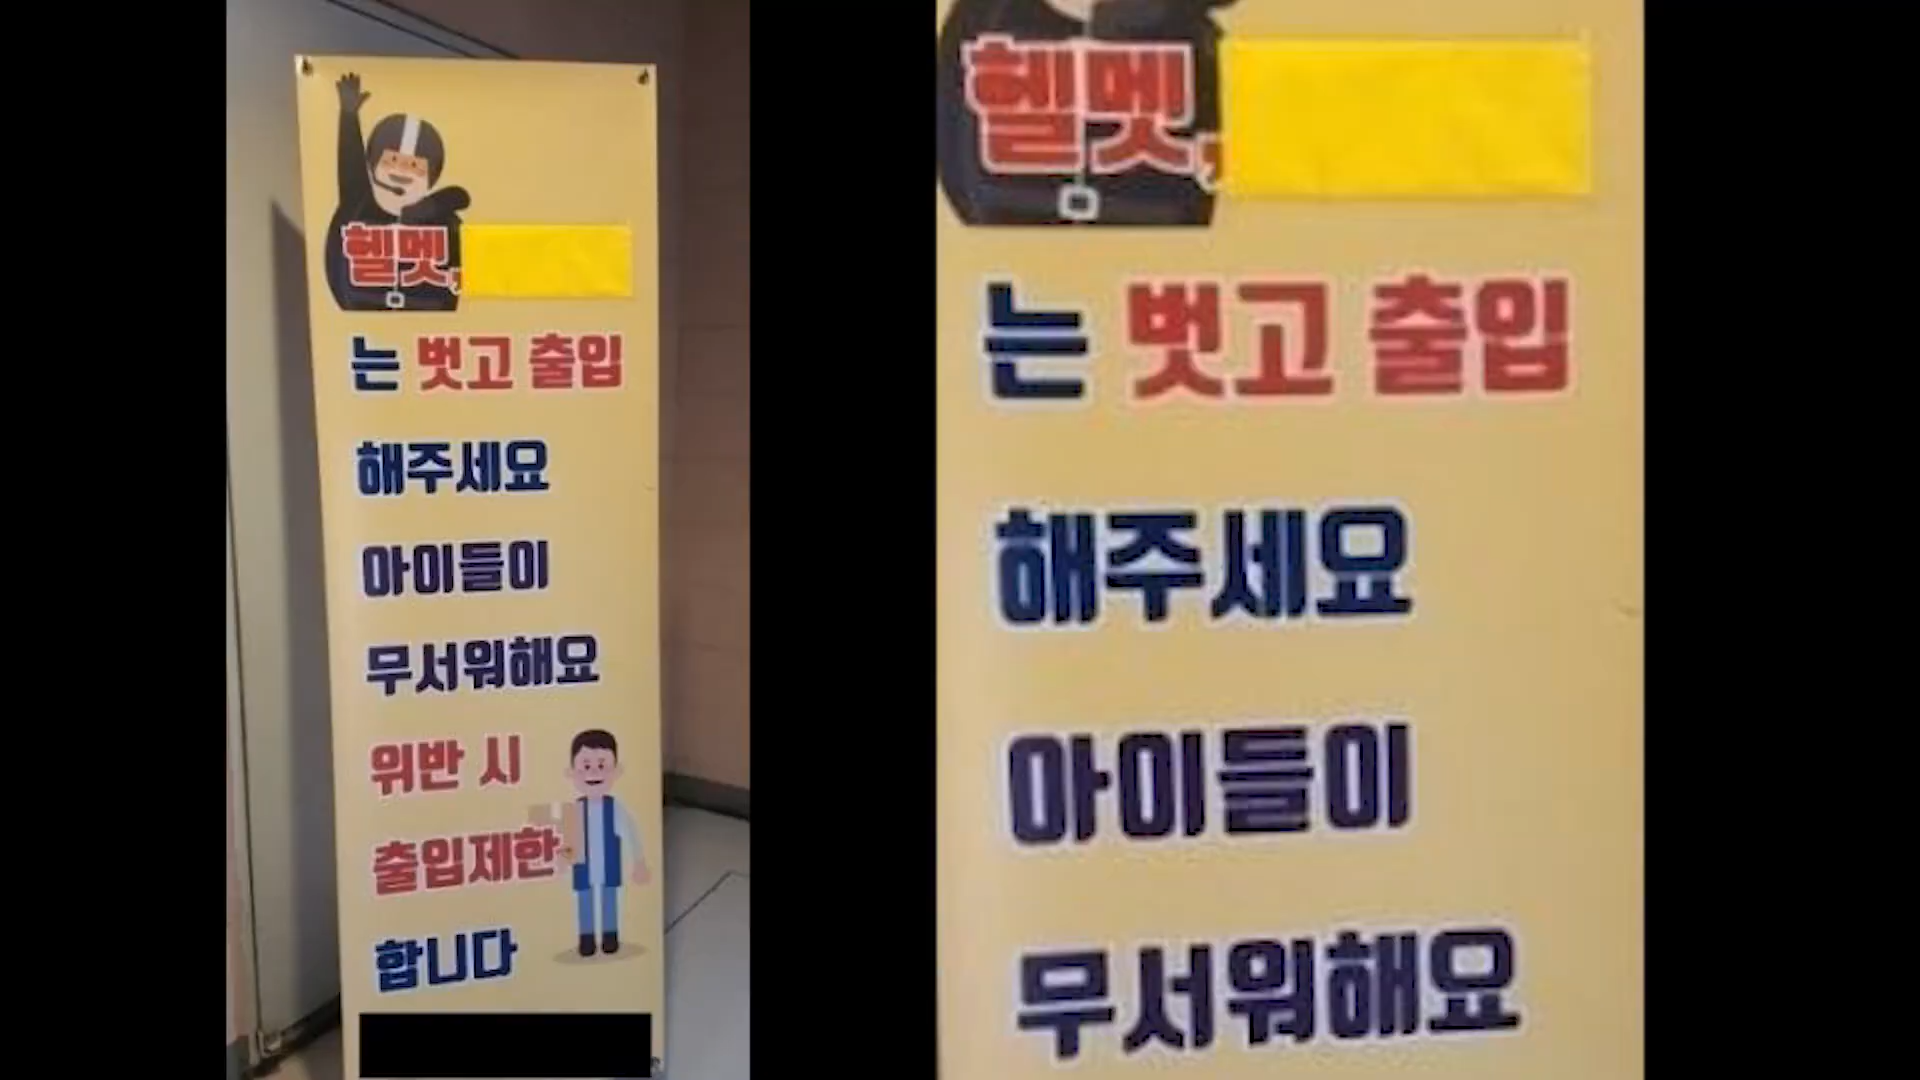 헬멧,
는 벗고 출입
해주세요
아이들이
무서워해요
위반 시
출입제한
합니다
헬멧,
는 벗고 출입
해주세요
아이들이
무서워해요